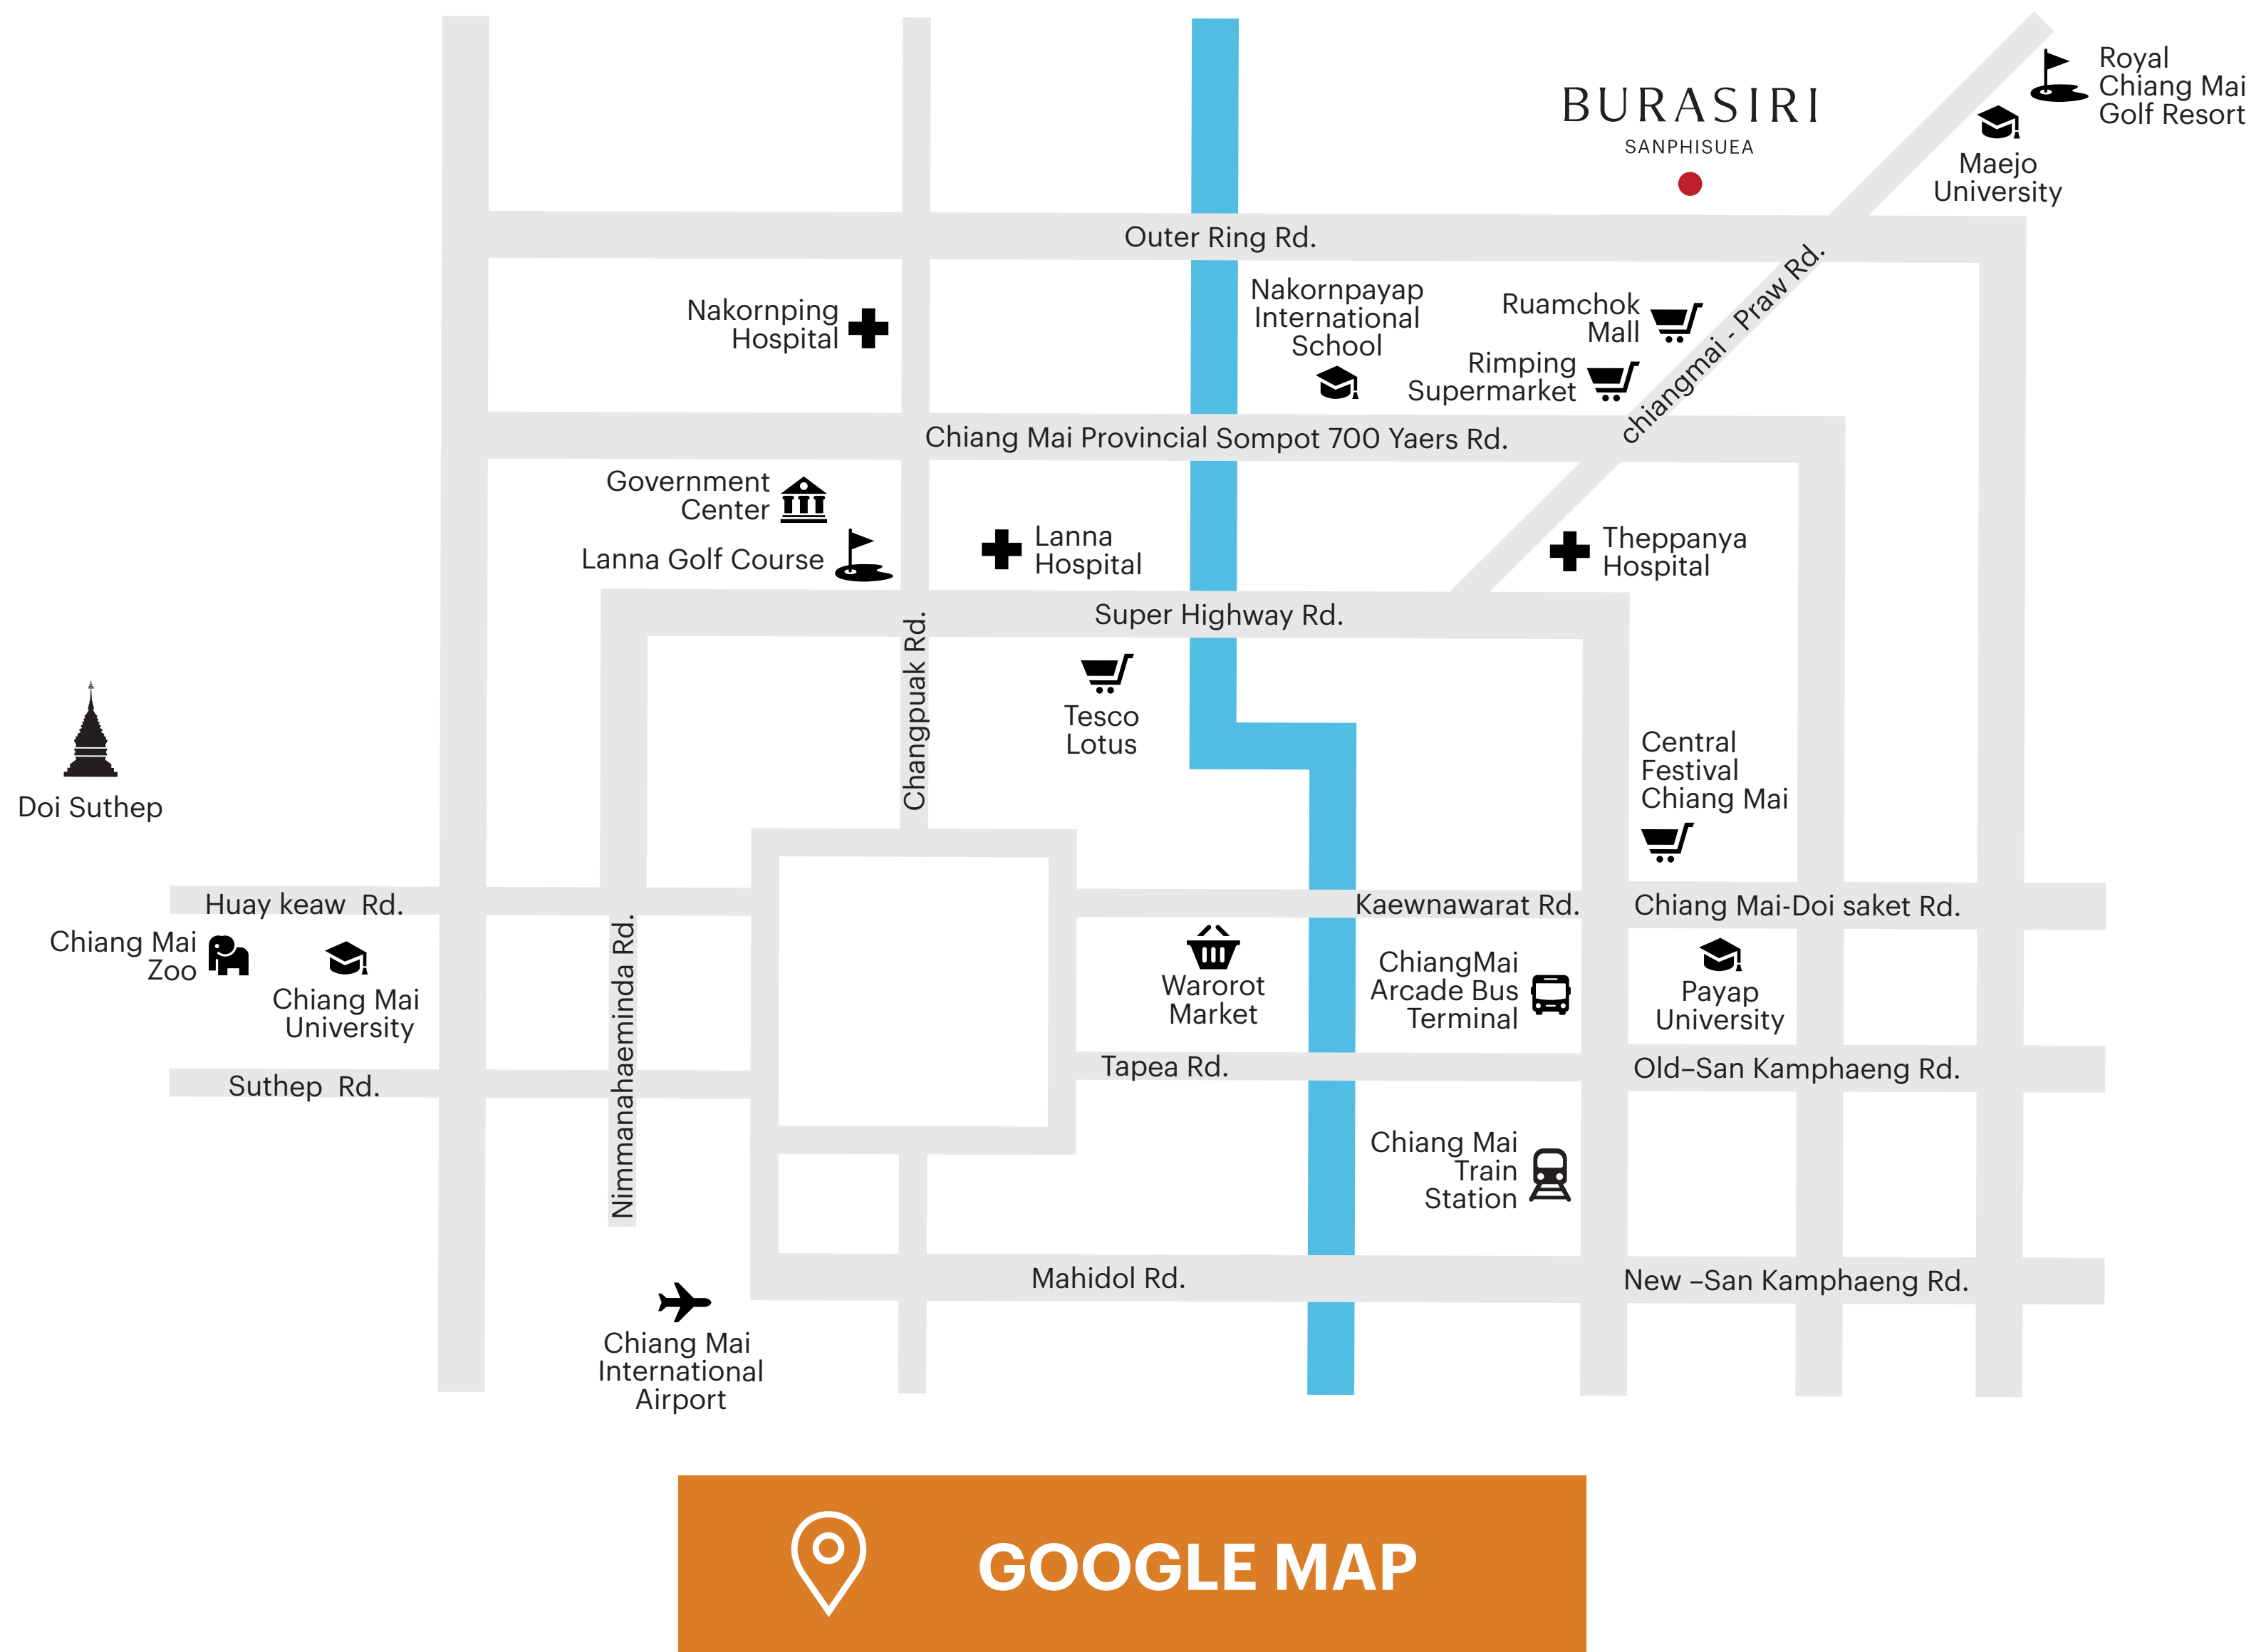 BURASIRI
SANPHISUEA
Royal
Chiang Mai
Golf Resort
Maejo
University
Outer Ring Rd.
chiangmai - Praw Rd.
Nakornping
Hospital
Nakornpayap
International
School
Ruamchok
Mall
Rimping
Supermarket
Chiang Mai Provincial Sompot 700 Yaers Rd.
Government
Center
Lanna Golf Course
Lanna
Hospital
Theppanya
Hospital
Super Highway Rd.
Changpuak Rd.
Tesco
Lotus
Central
Festival
Chiang Mai
Doi Suthep
Huay keaw  Rd.
Kaewnawarat Rd.
Chiang Mai-Doi saket Rd.
Chiang Mai
Zoo
Chiang Mai
University
Nimmanahaeminda Rd.
Warorot
Market
ChiangMai
Arcade Bus
Terminal
Payap
University
Suthep  Rd.
Tapea Rd.
Old–San Kamphaeng Rd.
Chiang Mai
Train
Station
Mahidol Rd.
New –San Kamphaeng Rd.
Chiang Mai
International
Airport
GOOGLE MAP